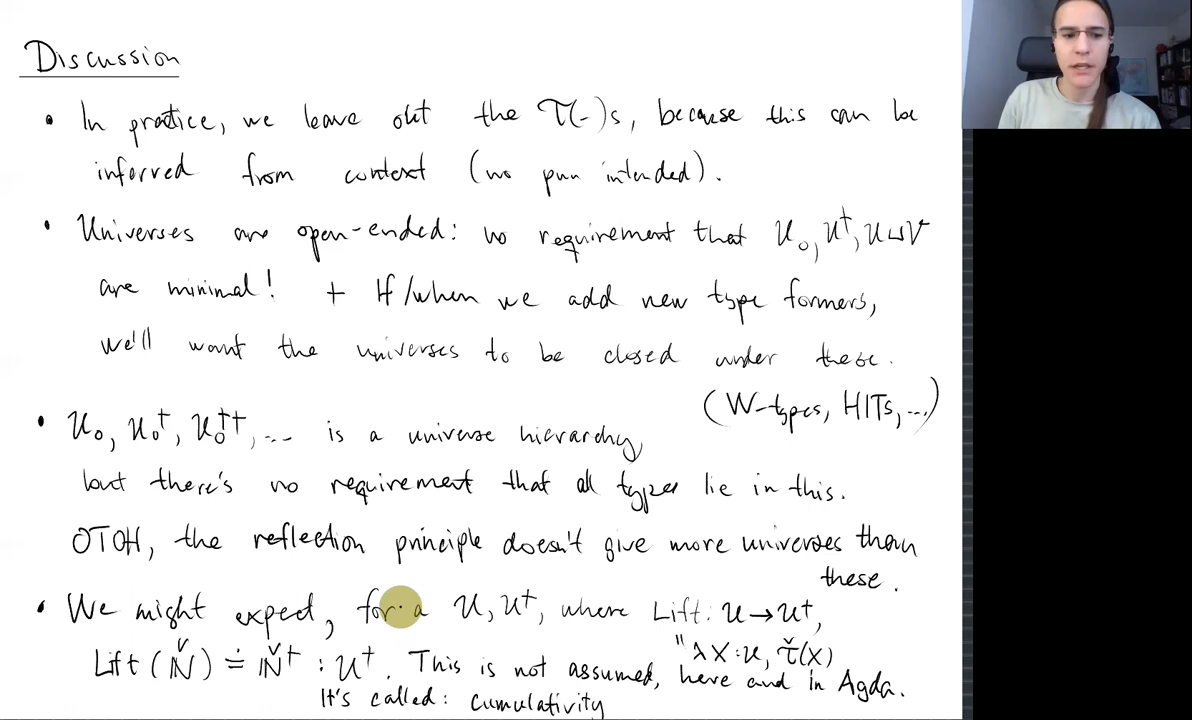 Discussion
• In practice, we leave out the 𝒯(-)s, because this can be
inferred from context (no pun intended).
• Universes are open-ended: no requirement that 𝒰₀, 𝒰⁺, 𝒰⊔𝒱
are minimal! + If/when we add new type formers,
we'll want the universes to be closed under these.
(W-types, HITs, ...)
• 𝒰₀, 𝒰₀⁺, 𝒰₀⁺⁺, ... is a universe hierarchy,
but there's no requirement that all types lie in this.
OTOH, the reflection principle doesn't give more universes than
these.
• We might expect, for a 𝒰, 𝒰⁺, where Lift: 𝒰 → 𝒰⁺,
" λX:𝒰, 𝒯̌(X)
Lift(ℕ̌) ≐ ℕ̌⁺ : 𝒰⁺. This is not assumed, here and in Agda.
It's called: cumulativity